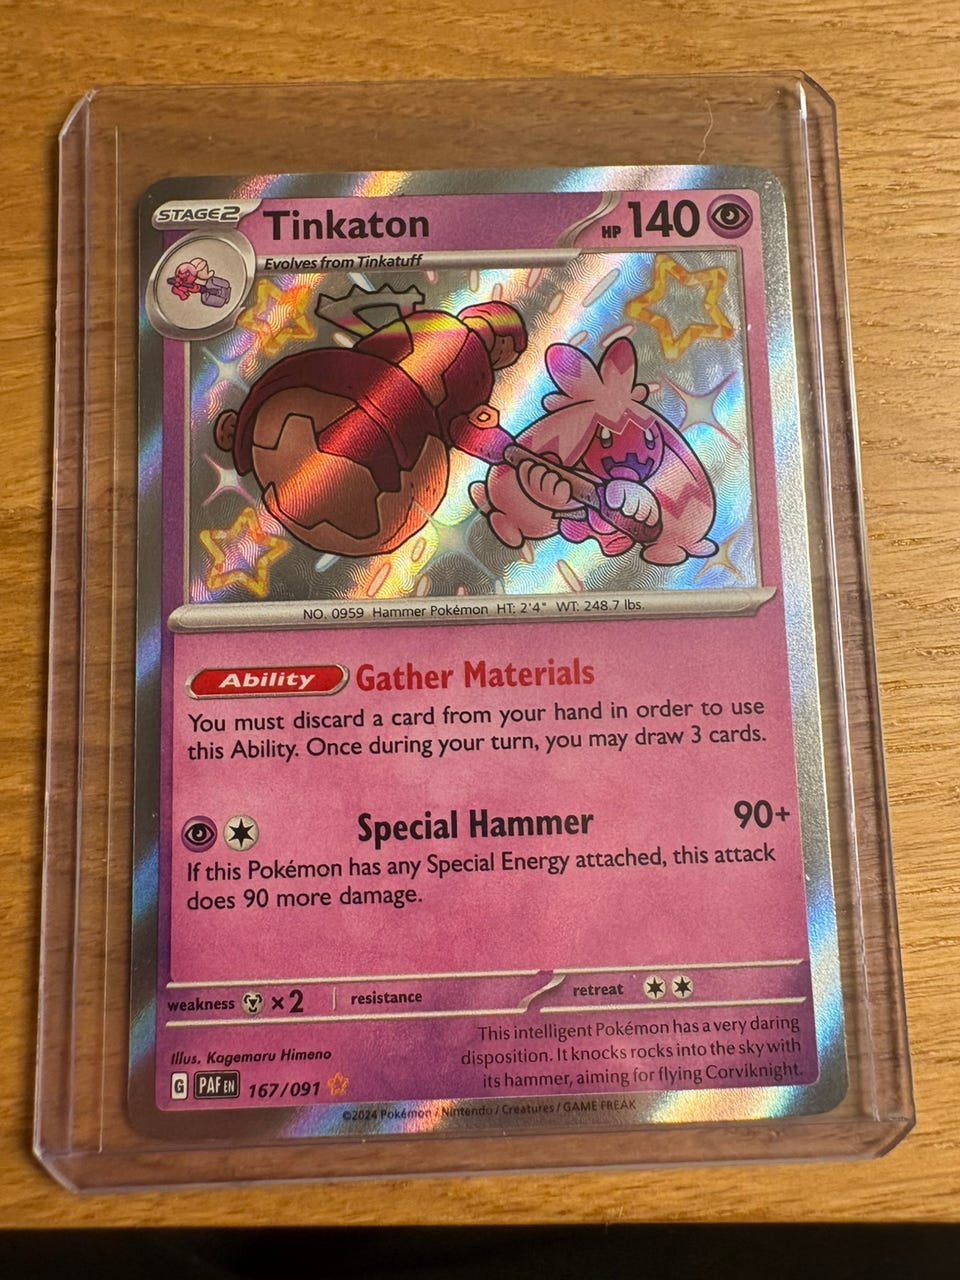 STAGE2 Tinkaton HP 140
Evolves from Tinkatuff
NO. 0959 Hammer Pokémon HT: 2'4" WT: 248.7 lbs.
Ability Gather Materials
You must discard a card from your hand in order to use
this Ability. Once during your turn, you may draw 3 cards.
Special Hammer 90+
If this Pokémon has any Special Energy attached, this attack
does 90 more damage.
weakness ×2 resistance retreat
This intelligent Pokémon has a very daring
disposition. It knocks rocks into the sky with
its hammer, aiming for flying Corviknight.
Illus. Kagemaru Himeno
G PAF EN 167/091
©2024 Pokémon / Nintendo / Creatures / GAME FREAK